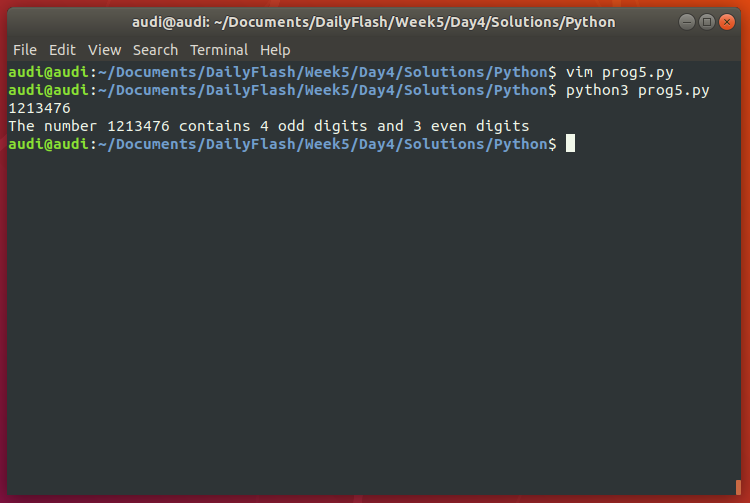 audi@audi: ~/Documents/DailyFlash/Week5/Day4/Solutions/Python
File Edit View Search Terminal Help
audi@audi:~/Documents/DailyFlash/Week5/Day4/Solutions/Python$ vim prog5.py
audi@audi:~/Documents/DailyFlash/Week5/Day4/Solutions/Python$ python3 prog5.py
1213476
The number 1213476 contains 4 odd digits and 3 even digits
audi@audi:~/Documents/DailyFlash/Week5/Day4/Solutions/Python$